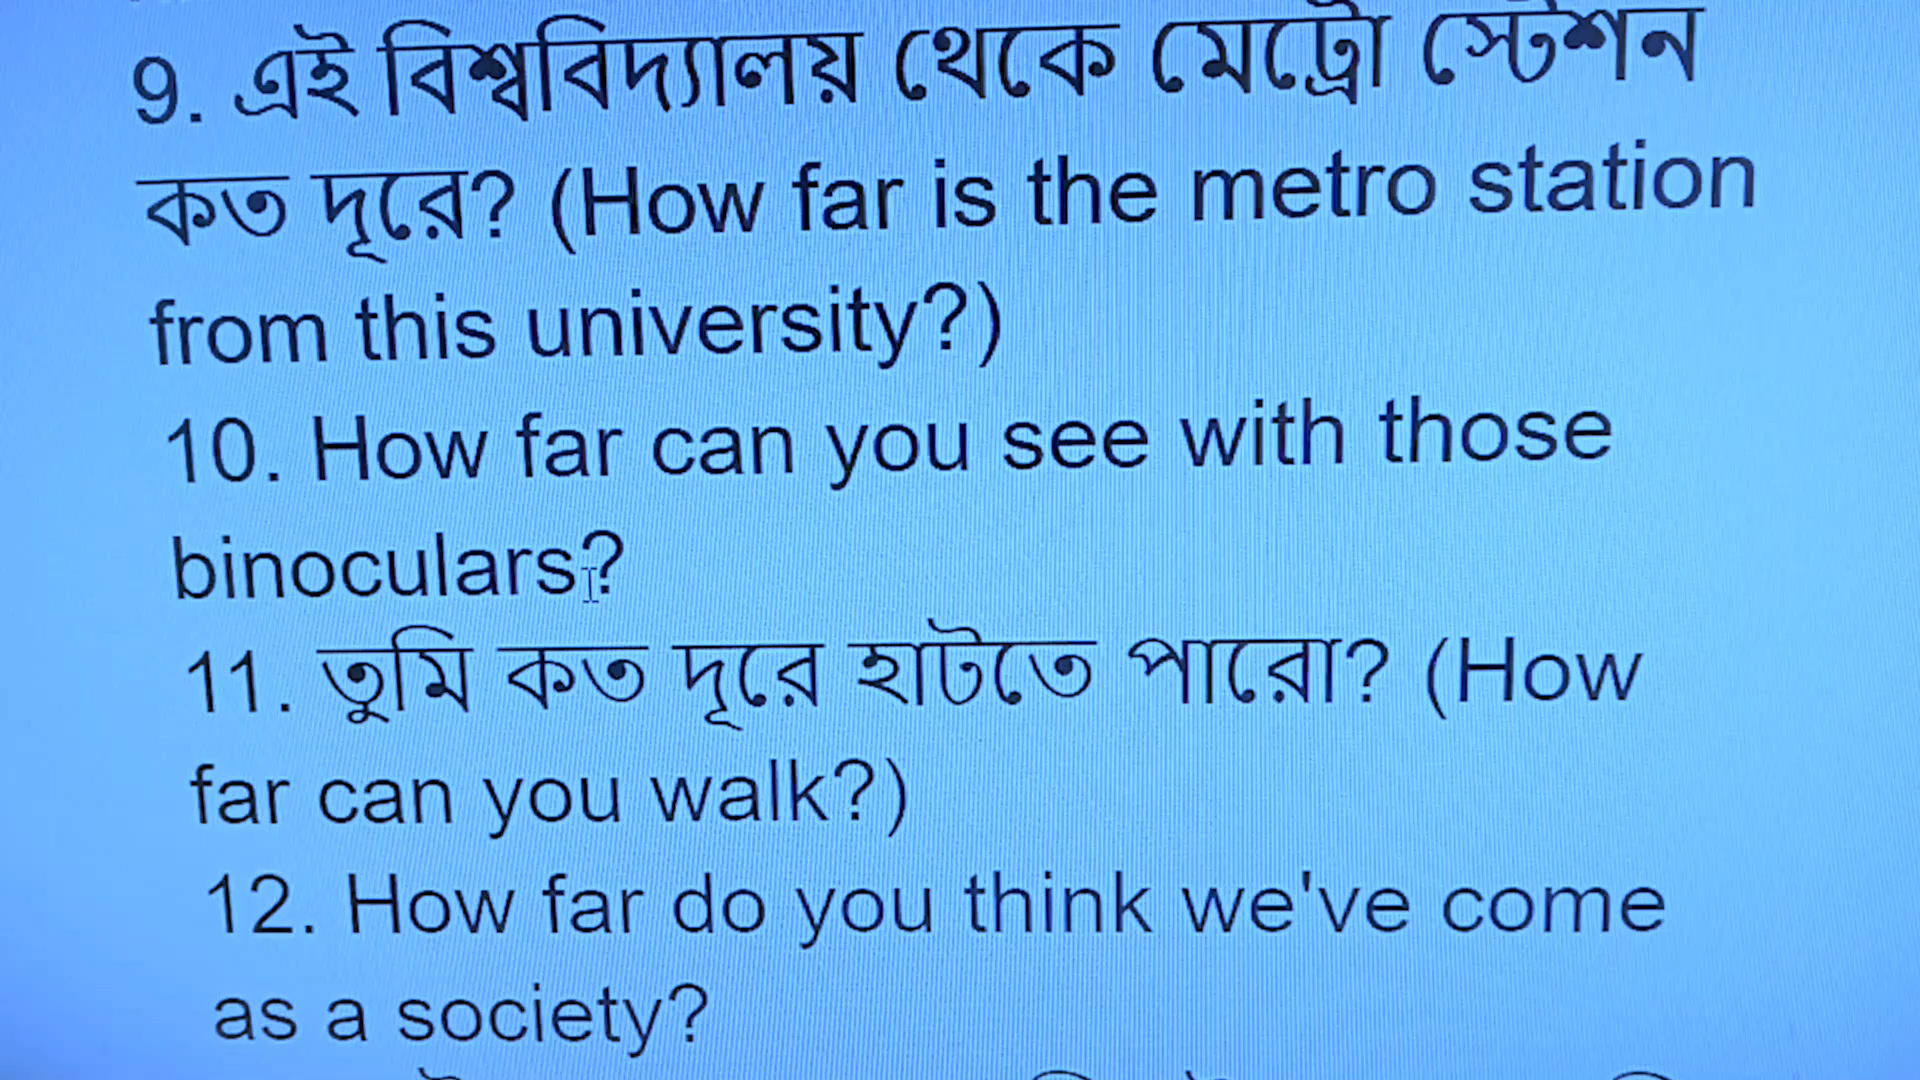 9. এই বিশ্ববিদ্যালয় থেকে মেট্রো স্টেশন
কত দূরে? (How far is the metro station
from this university?)
10. How far can you see with those
binoculars?
11. তুমি কত দূরে হাটতে পারো? (How
far can you walk?)
12. How far do you think we've come
as a society?